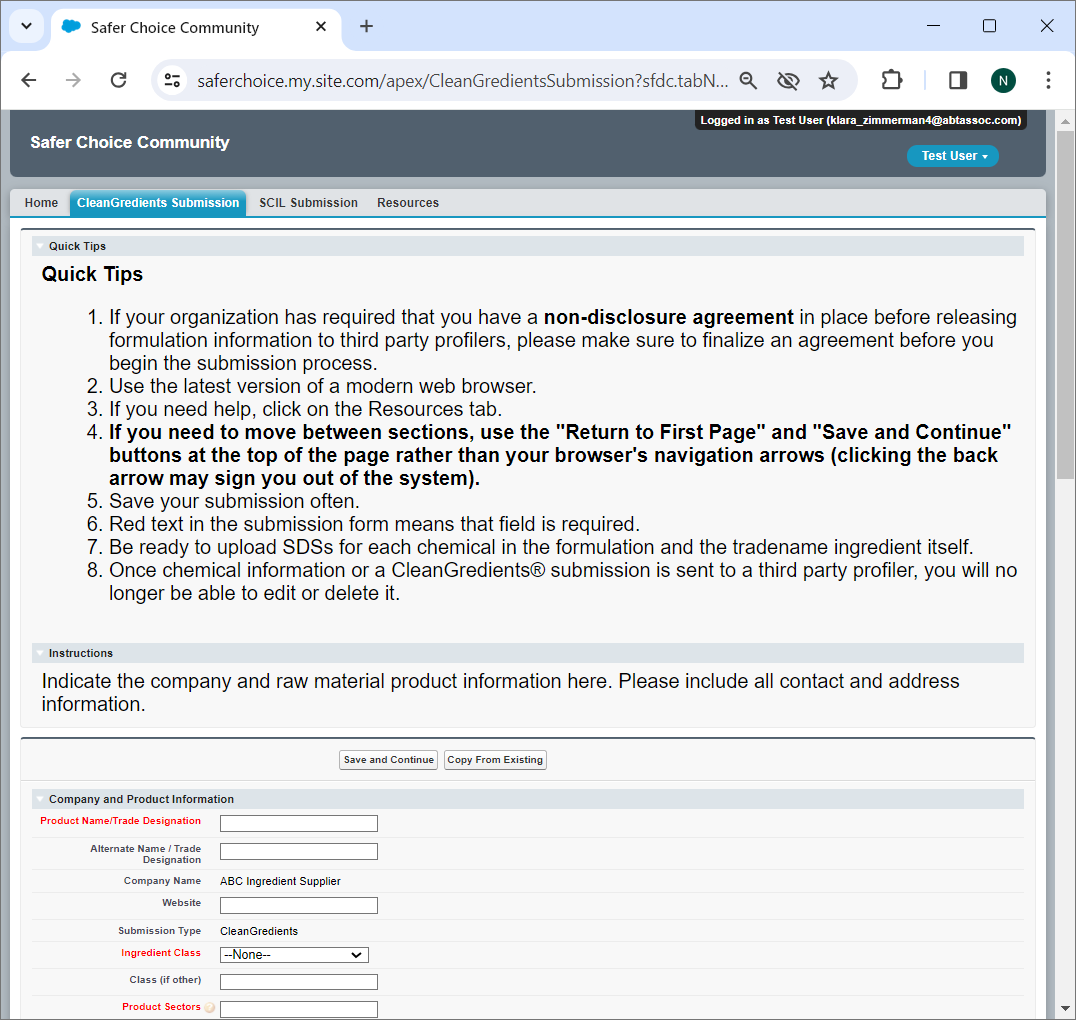 Safer Choice Community
saferchoice.my.site.com/apex/CleanGredientsSubmission?sfdc.tabN...
N
Logged in as Test User (klara_zimmerman4@abtassoc.com)
Safer Choice Community
Test User
Home CleanGredients Submission SCIL Submission Resources
Quick Tips
Quick Tips
1. If your organization has required that you have a non-disclosure agreement in place before releasing
formulation information to third party profilers, please make sure to finalize an agreement before you
begin the submission process.
2. Use the latest version of a modern web browser.
3. If you need help, click on the Resources tab.
4. If you need to move between sections, use the "Return to First Page" and "Save and Continue"
buttons at the top of the page rather than your browser's navigation arrows (clicking the back
arrow may sign you out of the system).
5. Save your submission often.
6. Red text in the submission form means that field is required.
7. Be ready to upload SDSs for each chemical in the formulation and the tradename ingredient itself.
8. Once chemical information or a CleanGredients® submission is sent to a third party profiler, you will no
longer be able to edit or delete it.
Instructions
Indicate the company and raw material product information here. Please include all contact and address
information.
Save and Continue Copy From Existing
Company and Product Information
Product Name/Trade Designation
Alternate Name / Trade
Designation
Company Name ABC Ingredient Supplier
Website
Submission Type CleanGredients
Ingredient Class --None--
Class (if other)
Product Sectors ?